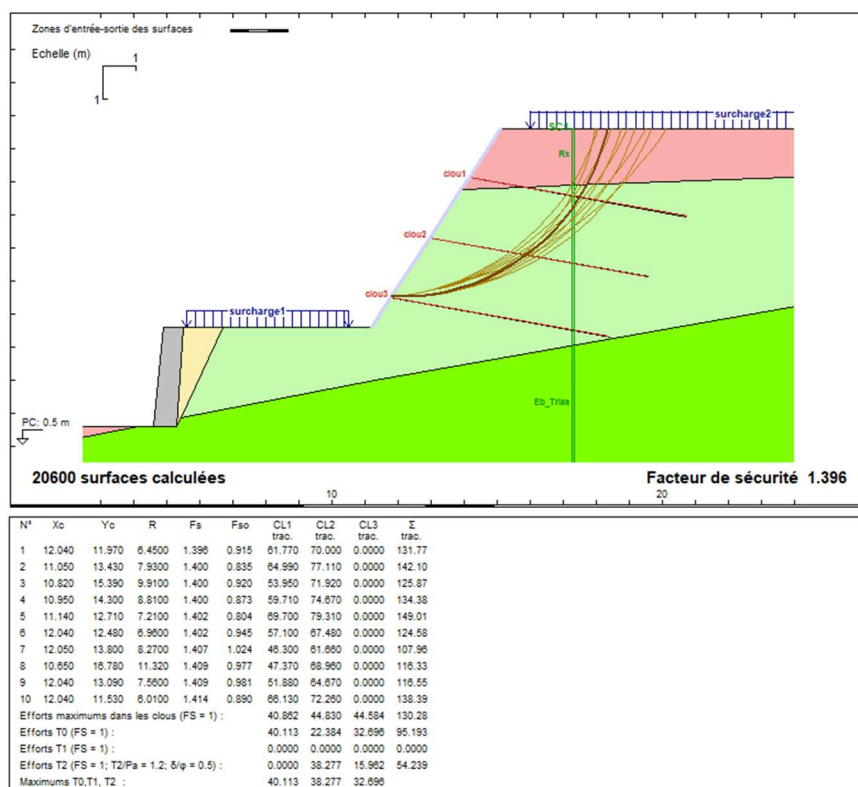 Zones d'entrée-sortie des surfaces
Echelle (m)
1
1
surcharge2
SC1
Rx
clou1
clou2
clou3
surcharge1
Eb_Trias
PC: 0.5 m
20600 surfaces calculées
Facteur de sécurité 1.396
10 20
N° Xc Yc R Fs Fso CL1 CL2 CL3 Σ
trac. trac. trac. trac.
1 12.040 11.970 6.4500 1.396 0.915 61.770 70.000 0.0000 131.77
2 11.050 13.430 7.9300 1.400 0.835 64.990 77.110 0.0000 142.10
3 10.820 15.390 9.9100 1.400 0.920 53.950 71.920 0.0000 125.87
4 10.950 14.300 8.8100 1.400 0.873 59.710 74.670 0.0000 134.38
5 11.140 12.710 7.2100 1.402 0.804 69.700 79.310 0.0000 149.01
6 12.040 12.480 6.9600 1.402 0.945 57.100 67.480 0.0000 124.58
7 12.050 13.800 8.2700 1.407 1.024 46.300 61.660 0.0000 107.96
8 10.650 16.780 11.320 1.409 0.977 47.370 68.960 0.0000 116.33
9 12.040 13.090 7.5600 1.409 0.981 51.880 64.670 0.0000 116.55
10 12.040 11.530 6.0100 1.414 0.890 66.130 72.260 0.0000 138.39
Efforts maximums dans les clous (FS = 1) : 40.862 44.830 44.584 130.28
Efforts T0 (FS = 1) : 40.113 22.384 32.696 95.193
Efforts T1 (FS = 1) : 0.0000 0.0000 0.0000 0.0000
Efforts T2 (FS = 1; T2/Pa = 1.2; δ/φ = 0.5) : 0.0000 38.277 15.962 54.239
Maximums T0,T1, T2 : 40.113 38.277 32.696